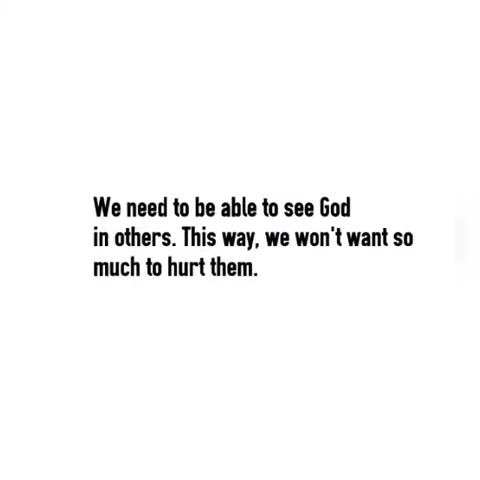 We need to be able to see God
in others. This way, we won't want so
much to hurt them.